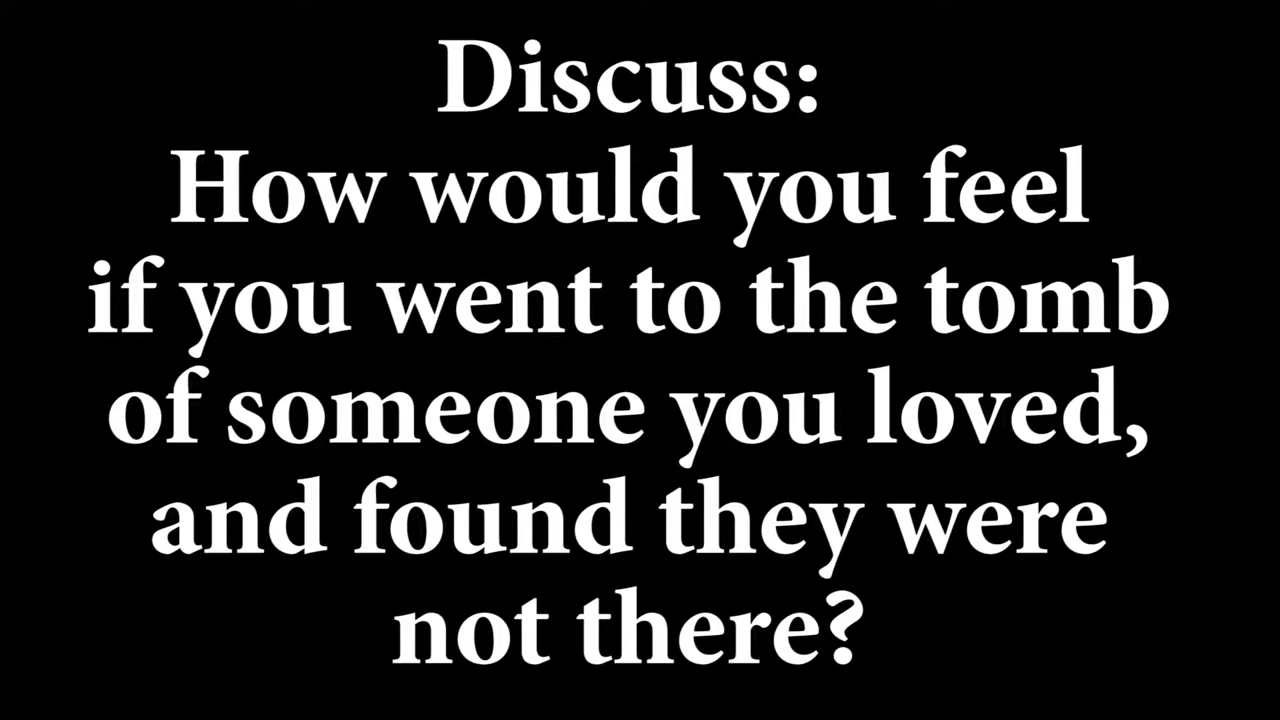 Discuss:
How would you feel
if you went to the tomb
of someone you loved,
and found they were
not there?